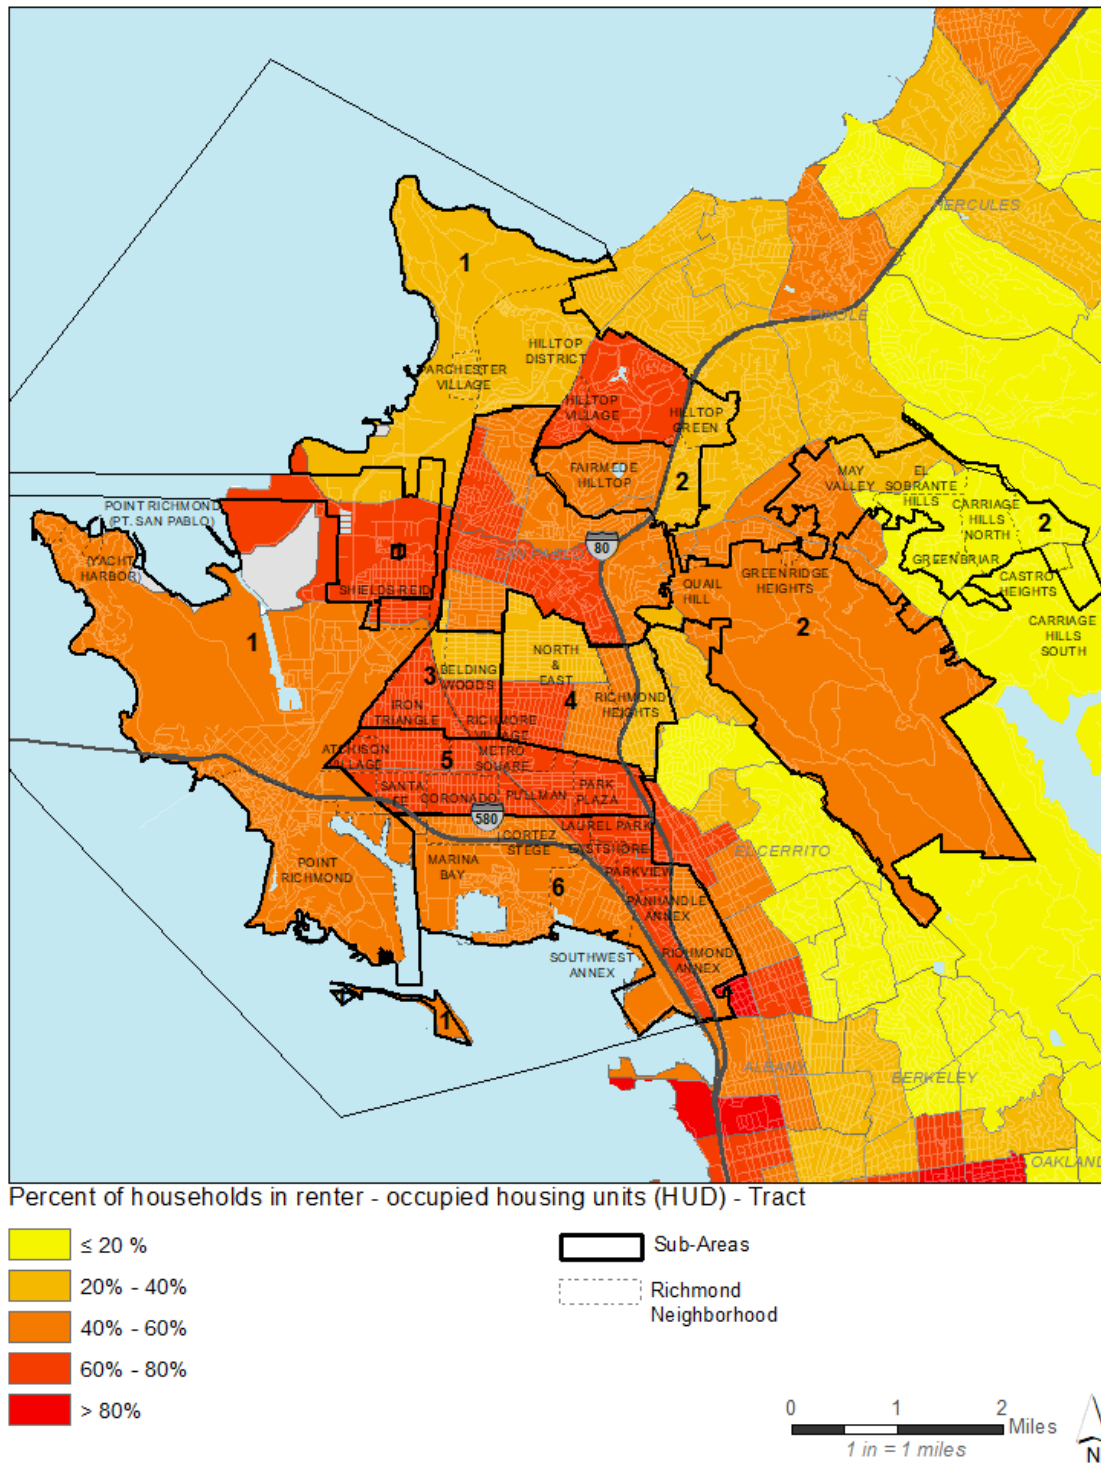 HERCULES
1
PINOLE
HILLTOP
DISTRICT
PARCHESTER
VILLAGE
HILLTOP
VILLAGE
HILLTOP
GREEN
FAIRMEDE
HILLTOP
2
MAY
VALLEY
EL
SOBRANTE
HILLS
CARRIAGE
HILLS
NORTH
2
POINT RICHMOND
(PT. SAN PABLO)
SAN PABLO
80
(YACHT
HARBOR)
SHIELDS-REID
QUAIL
HILL
GREENRIDGE
HEIGHTS
GREENBRIAR
CASTRO
HEIGHTS
CARRIAGE
HILLS
SOUTH
1
2
NORTH
&
EAST
3
BELDING
WOODS
4
RICHMOND
HEIGHTS
IRON
TRIANGLE
RICHMORE
VILLAGE
ATCHISON
VILLAGE
5
METRO
SQUARE
SANTA
FE
CORONADO
PULLMAN
PARK
PLAZA
580
LAUREL PARK
CORTEZ
STEGE
EASTSHORE
EL CERRITO
POINT
RICHMOND
MARINA
BAY
6
PARKVIEW
PANHANDLE
ANNEX
SOUTHWEST
ANNEX
RICHMOND
ANNEX
1
ALBANY
BERKELEY
OAKLAND
Percent of households in renter - occupied housing units (HUD) - Tract
≤ 20 %
20% - 40%
40% - 60%
60% - 80%
> 80%
Sub-Areas
Richmond
Neighborhood
0 1 2
Miles
1 in = 1 miles
N